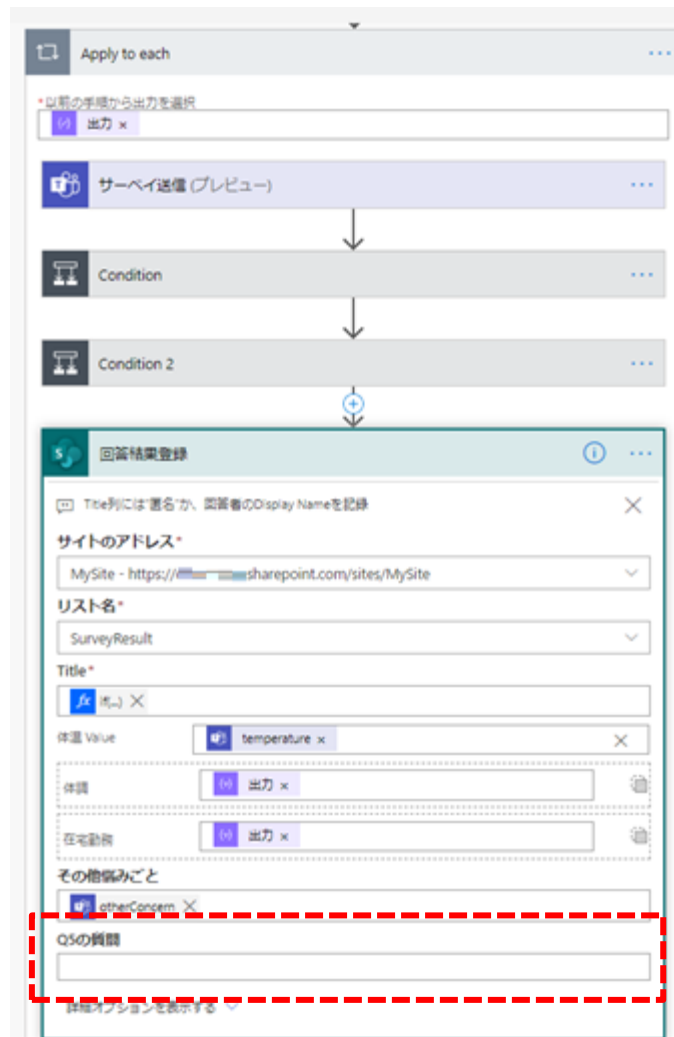 Apply to each
*以前の手順から出力を選択
出力 ×
サーベイ送信 (プレビュー)
Condition
Condition 2
回答結果登録
Title列には"匿名"か、回答者のDisplay Nameを記録
サイトのアドレス*
MySite - https:// sharepoint.com/sites/MySite
リスト名*
SurveyResult
Title*
fx if(...) ×
体温 Value temperature ×
体調 出力 ×
在宅勤務 出力 ×
その他悩みごと
otherConcern ×
Q5の質問
詳細オプションを表示する